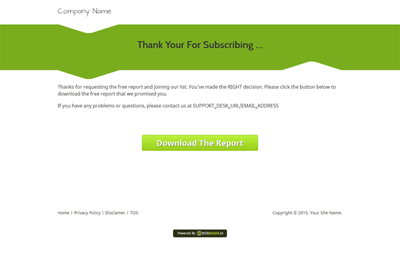 Company Name
Thank Your For Subscribing ...
Thanks for requesting the free report and joining our list. You've made the RIGHT decision. Please click the button below to
download the free report that we promised you.
If you have any problems or questions, please contact us at SUPPORT_DESK_URL/EMAIL_ADDRESS
Download The Report
Home | Privacy Policy | Disclaimer | TOS
Copyright © 2015, Your Site Name.
Powered By